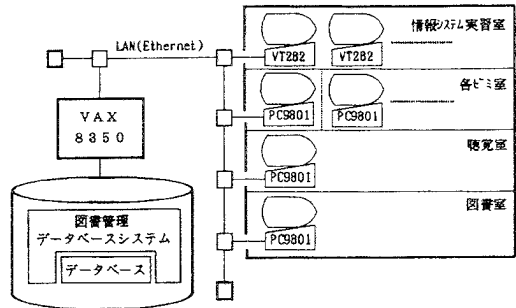 LAN(Ethernet)
VAX
8350
図書管理
データベースシステム
データベース
情報システム実習室
VT282
VT282
各ゼミ室
PC9801
PC9801
聴覚室
PC9801
図書室
PC9801